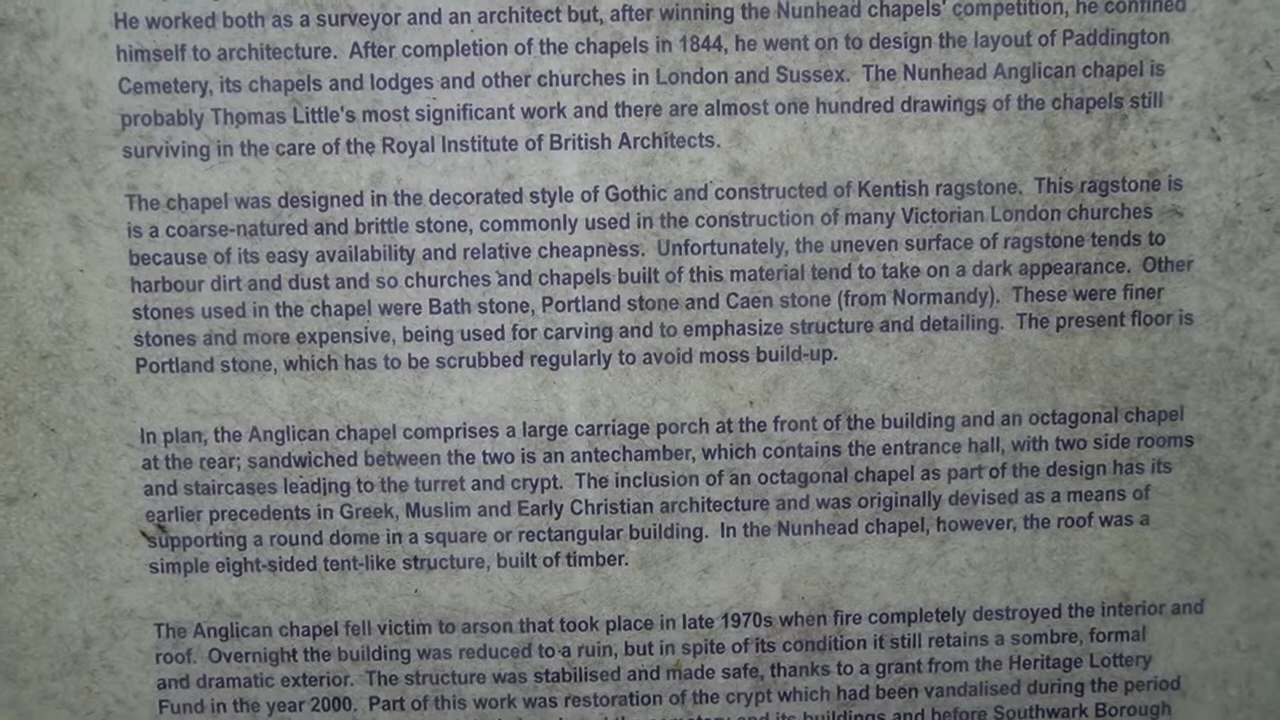 He worked both as a surveyor and an architect but, after winning the Nunhead chapels' competition, he confined
himself to architecture. After completion of the chapels in 1844, he went on to design the layout of Paddington
Cemetery, its chapels and lodges and other churches in London and Sussex. The Nunhead Anglican chapel is
probably Thomas Little's most significant work and there are almost one hundred drawings of the chapels still
surviving in the care of the Royal Institute of British Architects.
The chapel was designed in the decorated style of Gothic and constructed of Kentish ragstone. This ragstone is
is a coarse-natured and brittle stone, commonly used in the construction of many Victorian London churches
because of its easy availability and relative cheapness. Unfortunately, the uneven surface of ragstone tends to
harbour dirt and dust and so churches and chapels built of this material tend to take on a dark appearance. Other
stones used in the chapel were Bath stone, Portland stone and Caen stone (from Normandy). These were finer
stones and more expensive, being used for carving and to emphasize structure and detailing. The present floor is
Portland stone, which has to be scrubbed regularly to avoid moss build-up.
In plan, the Anglican chapel comprises a large carriage porch at the front of the building and an octagonal chapel
at the rear; sandwiched between the two is an antechamber, which contains the entrance hall, with two side rooms
and staircases leading to the turret and crypt. The inclusion of an octagonal chapel as part of the design has its
earlier precedents in Greek, Muslim and Early Christian architecture and was originally devised as a means of
supporting a round dome in a square or rectangular building. In the Nunhead chapel, however, the roof was a
simple eight-sided tent-like structure, built of timber.
The Anglican chapel fell victim to arson that took place in late 1970s when fire completely destroyed the interior and
roof. Overnight the building was reduced to a ruin, but in spite of its condition it still retains a sombre, formal
and dramatic exterior. The structure was stabilised and made safe, thanks to a grant from the Heritage Lottery
Fund in the year 2000. Part of this work was restoration of the crypt which had been vandalised during the period
and its buildings and before Southwark Borough